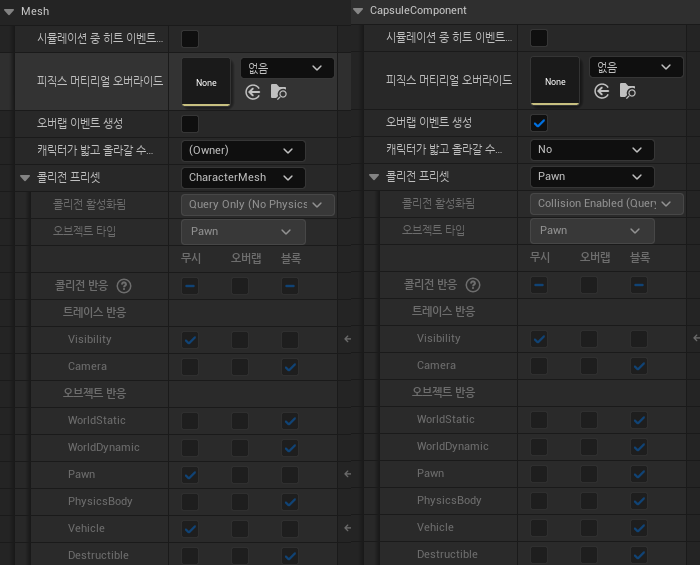 Mesh
시뮬레이션 중 히트 이벤트...
피직스 머티리얼 오버라이드
None
없음
오버랩 이벤트 생성
캐릭터가 밟고 올라갈 수...
(Owner)
콜리전 프리셋
CharacterMesh
콜리전 활성화됨
Query Only (No Physics
오브젝트 타입
Pawn
무시 오버랩 블록
콜리전 반응 ?
트레이스 반응
Visibility
Camera
오브젝트 반응
WorldStatic
WorldDynamic
Pawn
PhysicsBody
Vehicle
Destructible
CapsuleComponent
시뮬레이션 중 히트 이벤트...
피직스 머티리얼 오버라이드
None
없음
오버랩 이벤트 생성
캐릭터가 밟고 올라갈 수...
No
콜리전 프리셋
Pawn
콜리전 활성화됨
Collision Enabled (Query
오브젝트 타입
Pawn
무시 오버랩 블록
콜리전 반응 ?
트레이스 반응
Visibility
Camera
오브젝트 반응
WorldStatic
WorldDynamic
Pawn
PhysicsBody
Vehicle
Destructible